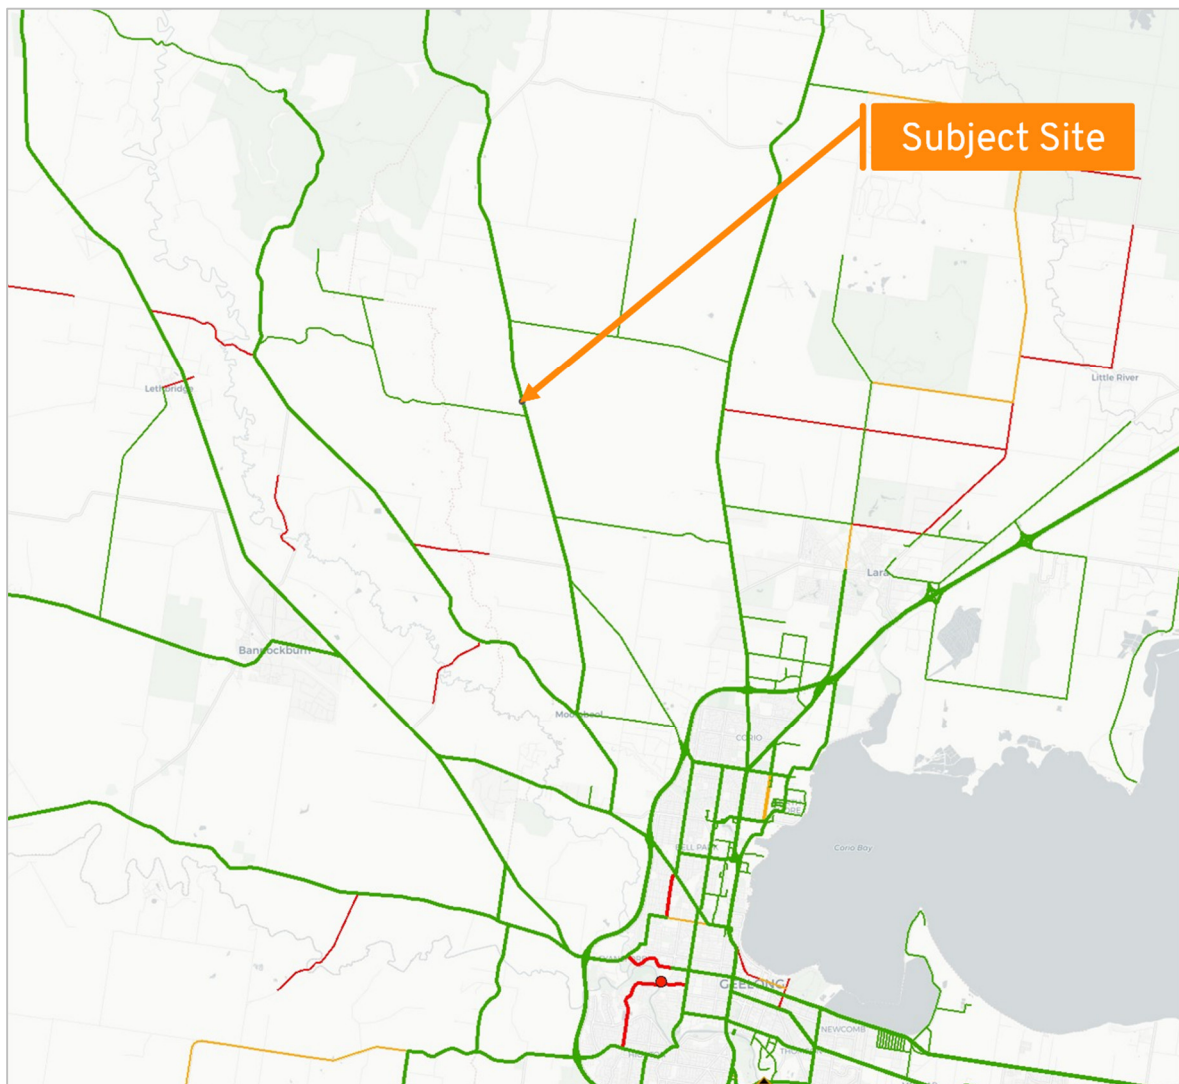 Subject Site
Little River
Lethbridge
Lara
Bannockburn
Moorabool
CORIO
BELL PARK
Corio Bay
GEELONG
NEWCOMB